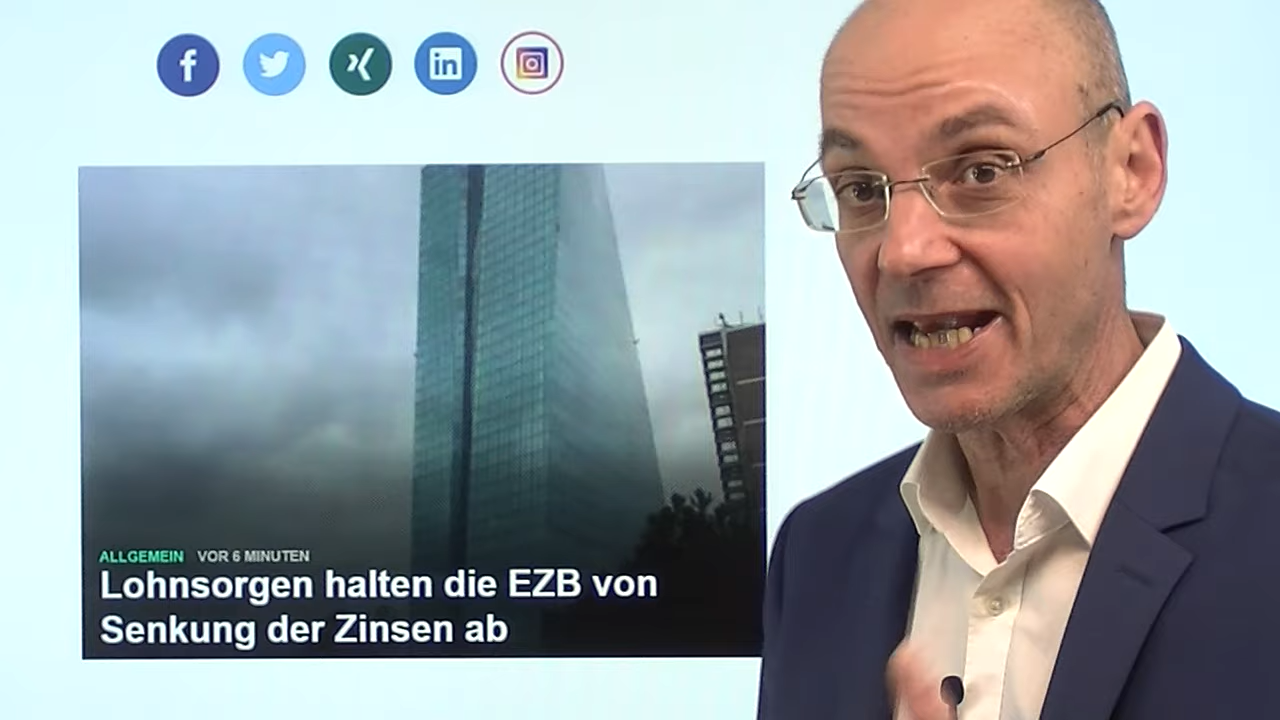 ALLGEMEIN VOR 6 MINUTEN
Lohnsorgen halten die EZB von
Senkung der Zinsen ab